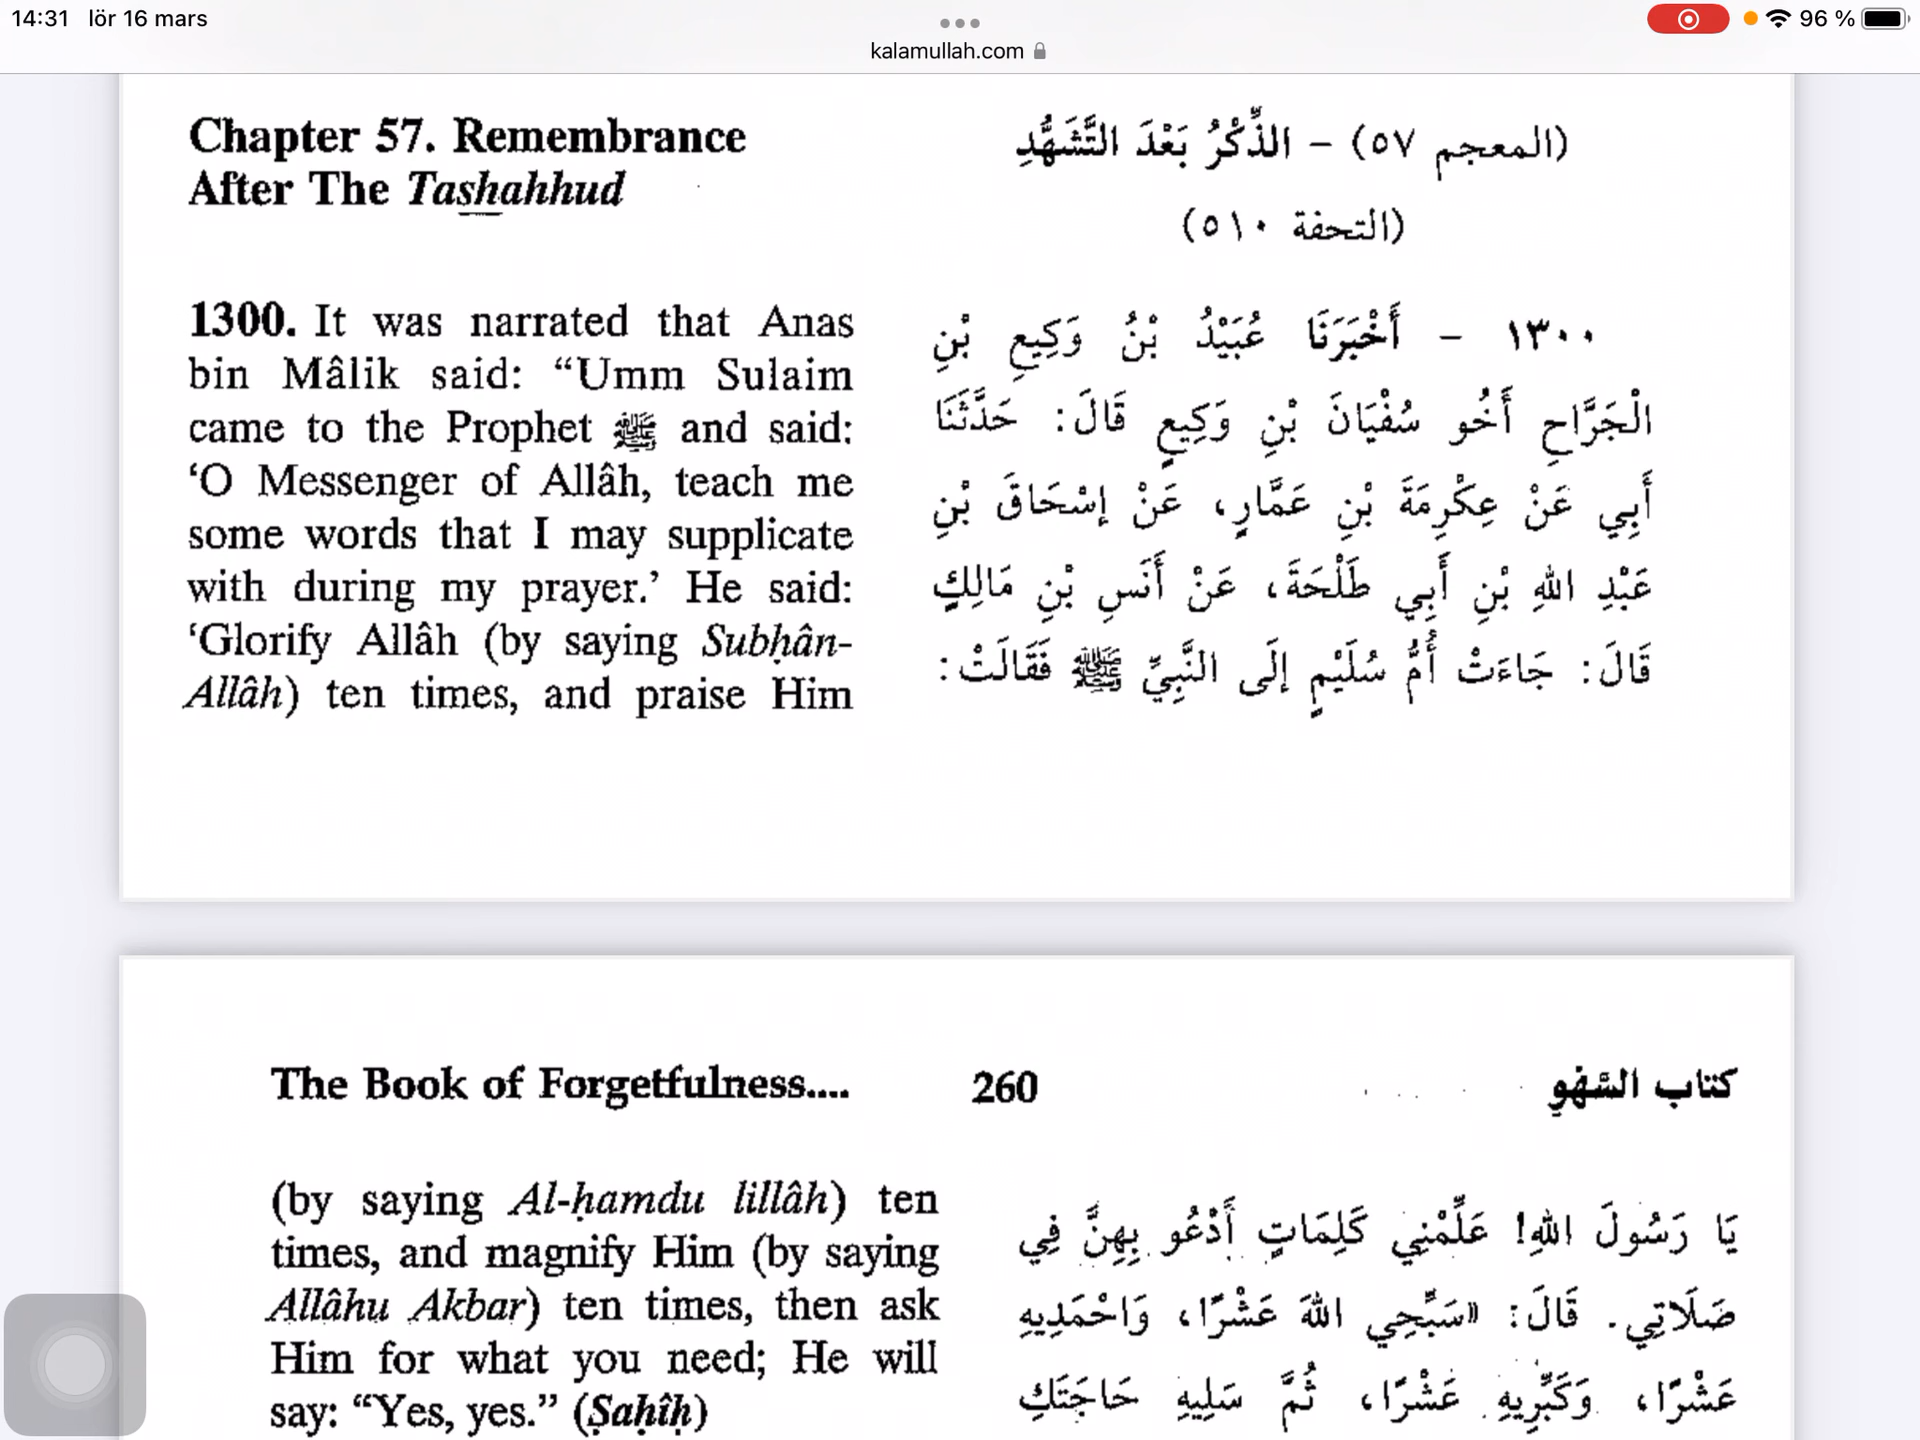 14:31 lör 16 mars
96 %
kalamullah.com
Chapter 57. Remembrance
After The Tashahhud
(المعجم ٥٧) - الذِّكْرُ بَعْدَ التَّشَهُّدِ
(التحفة ٥١٠)
1300. It was narrated that Anas
bin Mâlik said: “Umm Sulaim
came to the Prophet ﷺ and said:
‘O Messenger of Allâh, teach me
some words that I may supplicate
with during my prayer.’ He said:
‘Glorify Allâh (by saying Subḥân-
Allâh) ten times, and praise Him
١٣٠٠ - أَخْبَرَنَا عُبَيْدُ بْنُ وَكِيعِ بْنِ
الْجَرَّاحِ أَخُو سُفْيَانَ بْنِ وَكِيعٍ قَالَ: حَدَّثَنَا
أَبِي عَنْ عِكْرِمَةَ بْنِ عَمَّارٍ، عَنْ إِسْحَاقَ بْنِ
عَبْدِ اللهِ بْنِ أَبِي طَلْحَةَ، عَنْ أَنَسِ بْنِ مَالِكٍ
قَالَ: جَاءَتْ أُمُّ سُلَيْمٍ إِلَى النَّبِيِّ ﷺ فَقَالَتْ:
The Book of Forgetfulness.... 260 كتاب السَّهْوِ
(by saying Al-ḥamdu lillâh) ten
times, and magnify Him (by saying
Allâhu Akbar) ten times, then ask
Him for what you need; He will
say: “Yes, yes.” (Ṣaḥîḥ)
يَا رَسُولَ اللهِ! عَلِّمْنِي كَلِمَاتٍ أَدْعُو بِهِنَّ فِي
صَلَاتِي. قَالَ: «سَبِّحِي اللهَ عَشْرًا، وَاحْمَدِيهِ
عَشْرًا، وَكَبِّرِيهِ عَشْرًا، ثُمَّ سَلِيهِ حَاجَتَكِ